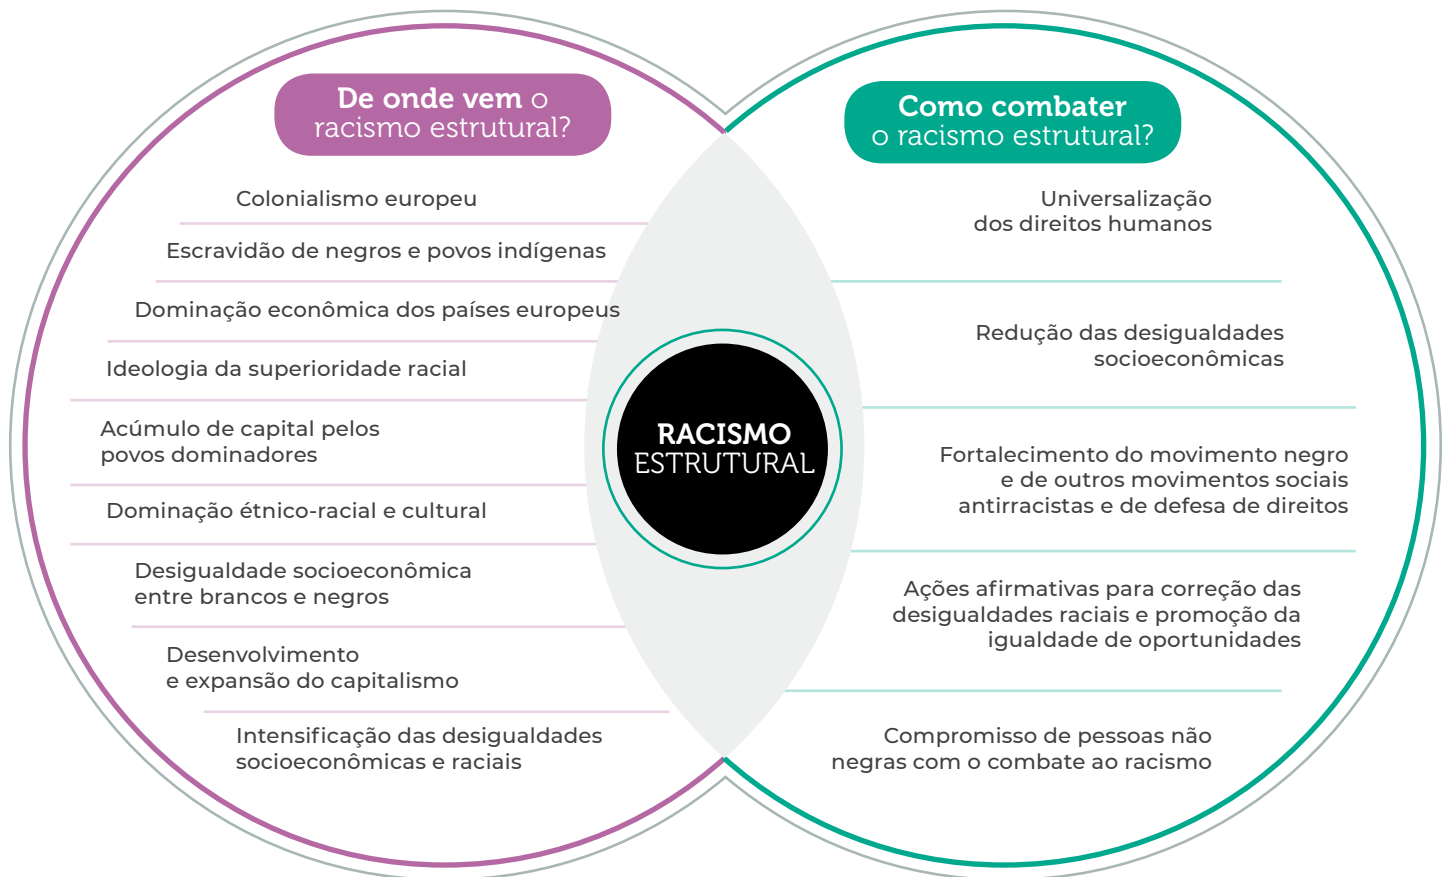 De onde vem o
racismo estrutural?
Colonialismo europeu
Escravidão de negros e povos indígenas
Dominação econômica dos países europeus
Ideologia da superioridade racial
Acúmulo de capital pelos
povos dominadores
Dominação étnico-racial e cultural
Desigualdade socioeconômica
entre brancos e negros
Desenvolvimento
e expansão do capitalismo
Intensificação das desigualdades
socioeconômicas e raciais
RACISMO
ESTRUTURAL
Como combater
o racismo estrutural?
Universalização
dos direitos humanos
Redução das desigualdades
socioeconômicas
Fortalecimento do movimento negro
e de outros movimentos sociais
antirracistas e de defesa de direitos
Ações afirmativas para correção das
desigualdades raciais e promoção da
igualdade de oportunidades
Compromisso de pessoas não
negras com o combate ao racismo